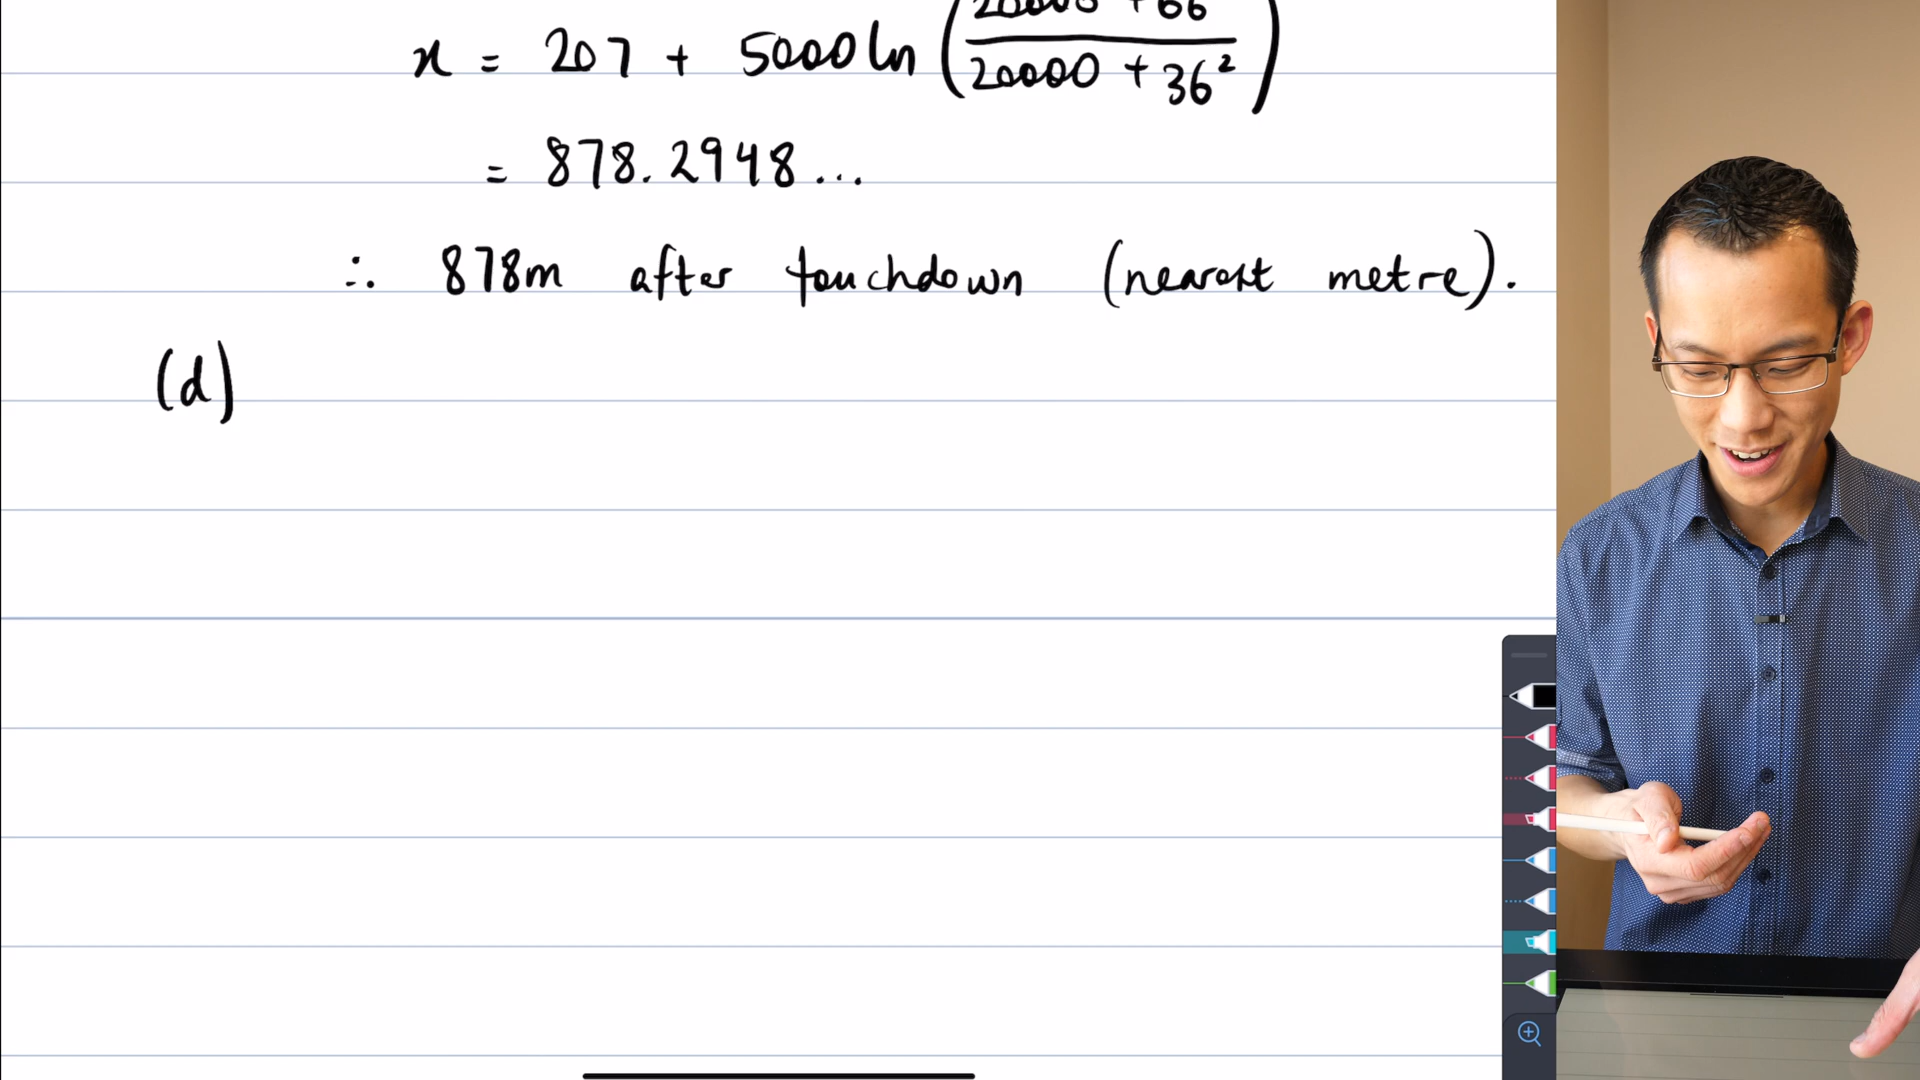 20000 + 66
x = 207 + 5000 ln ( )
20000 + 36²
= 878.2948...
∴ 878m after touchdown (nearest metre).
(d)